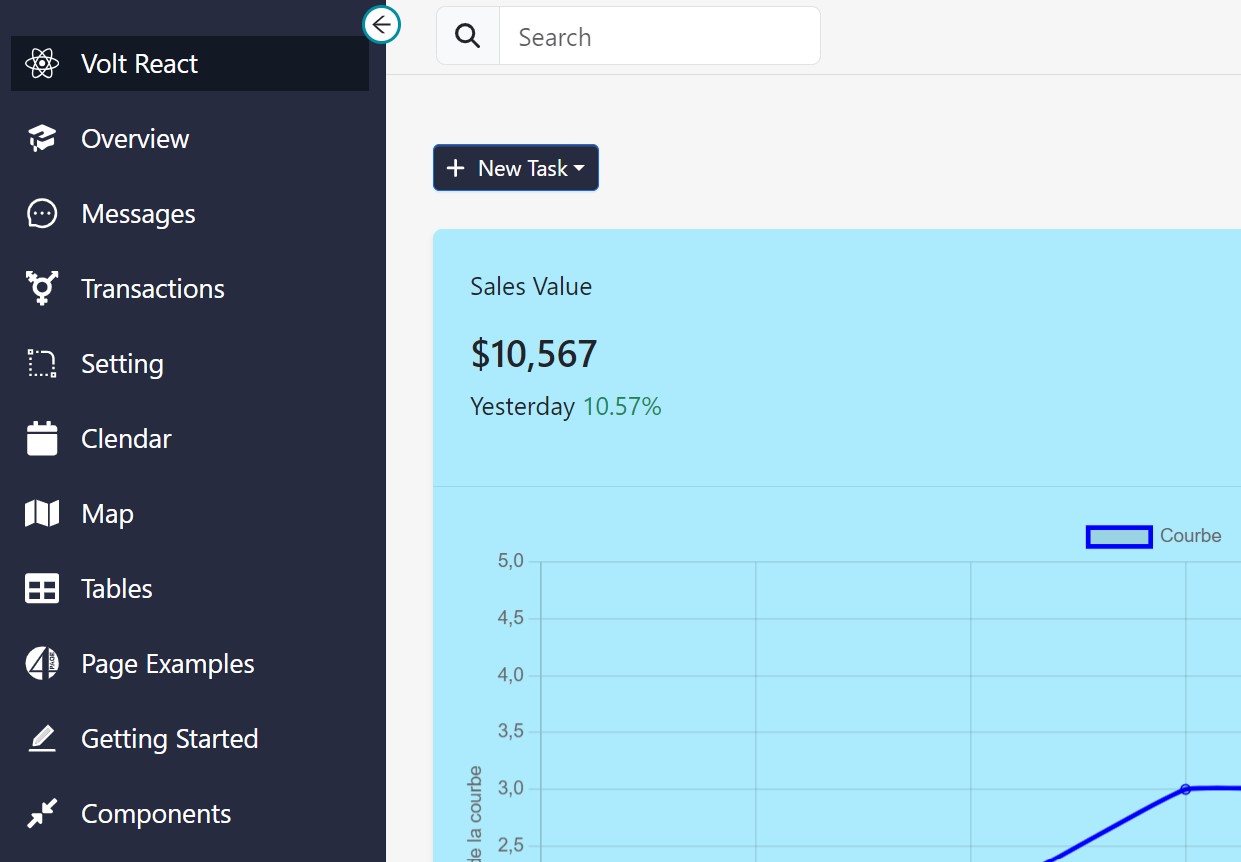 Volt React
Overview
Messages
Transactions
Setting
Clendar
Map
Tables
Page Examples
Getting Started
Components
Search
New Task
Sales Value
$10,567
Yesterday 10.57%
Courbe
5,0
4,5
4,0
3,5
3,0
2,5
de la courbe